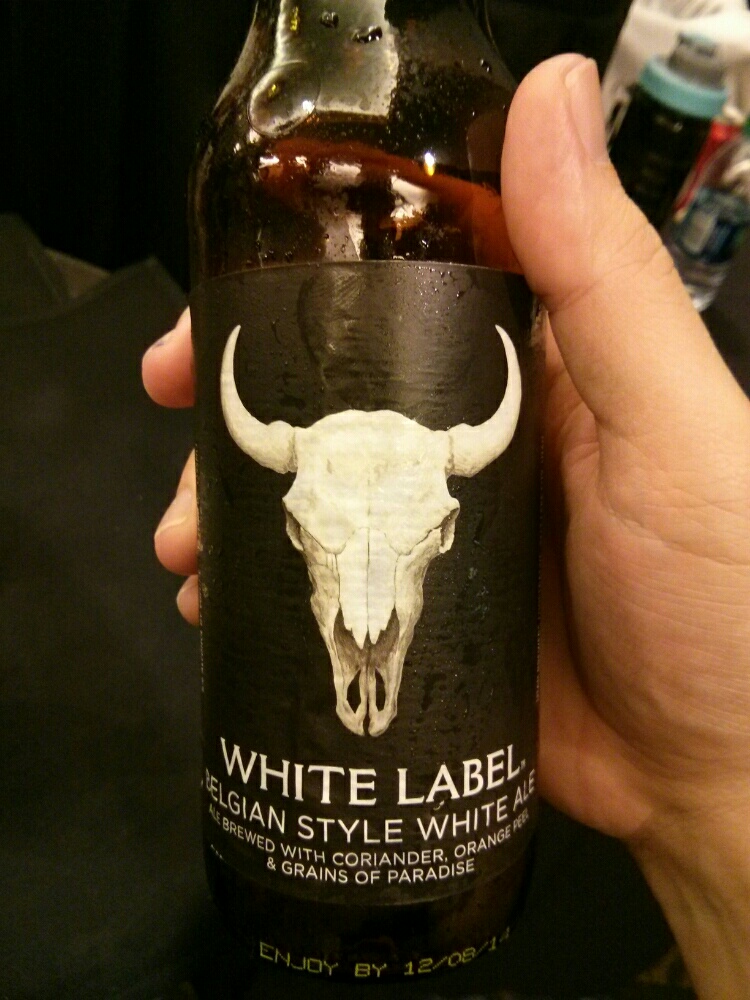 WHITE LABEL™
BELGIAN STYLE WHITE ALE
ALE BREWED WITH CORIANDER, ORANGE PEEL
& GRAINS OF PARADISE
ENJOY BY 12/08/14